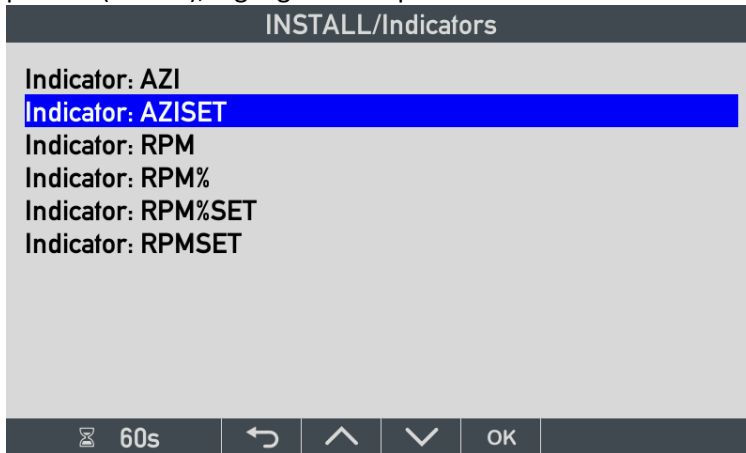 INSTALL/Indicators
Indicator: AZI
Indicator: AZISET
Indicator: RPM
Indicator: RPM%
Indicator: RPM%SET
Indicator: RPMSET
60s OK